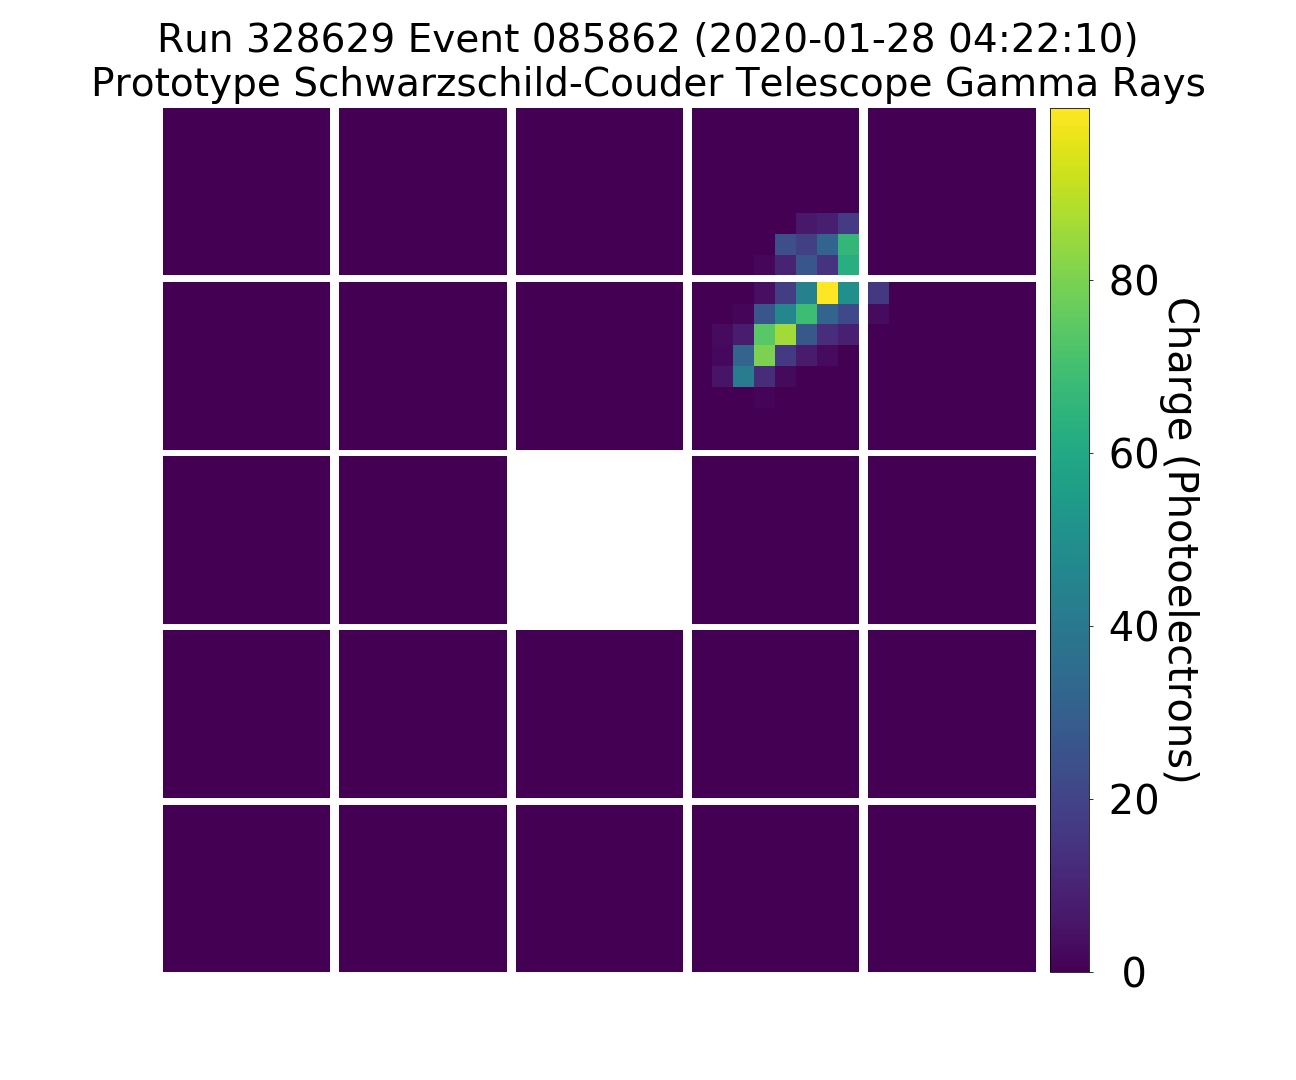 Run 328629 Event 085862 (2020-01-28 04:22:10)
Prototype Schwarzschild-Couder Telescope Gamma Rays
80
60
40
20
0
Charge (Photoelectrons)